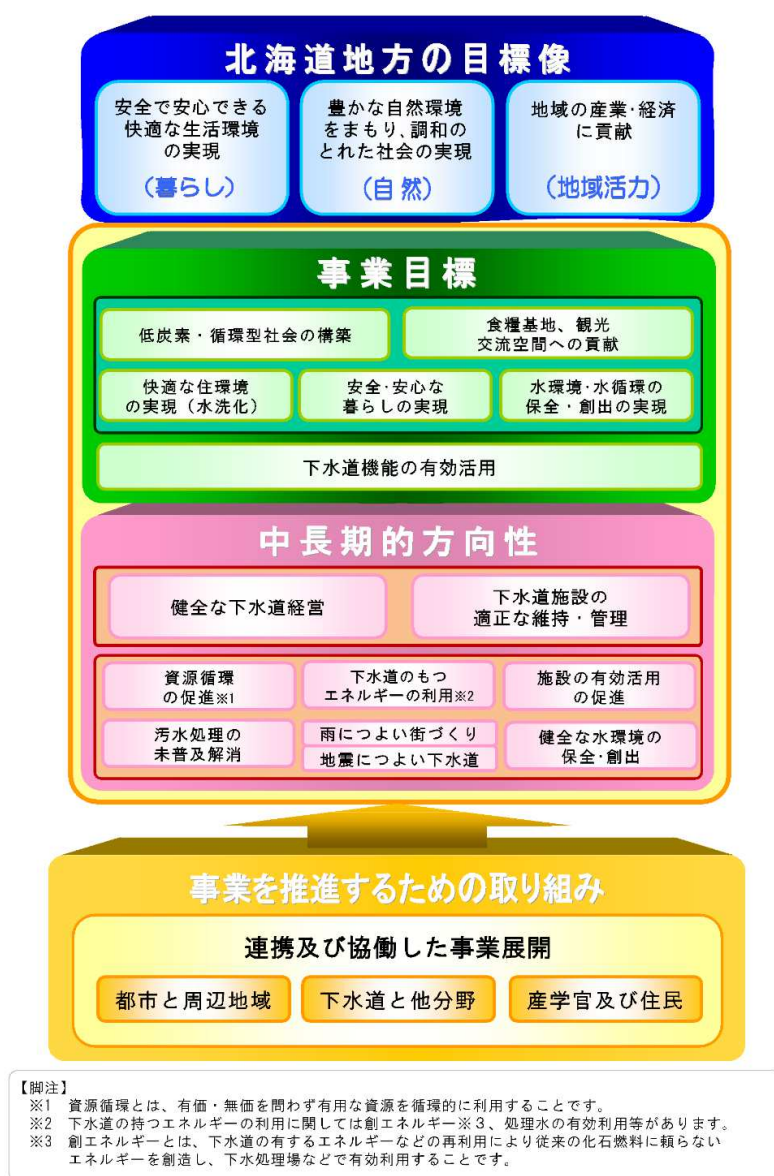 北海道地方の目標像
安全で安心できる
快適な生活環境
の実現
（暮らし）
豊かな自然環境
をまもり､調和の
とれた社会の実現
（自然）
地域の産業･経済
に貢献
（地域活力）
事業目標
低炭素・循環型社会の構築
食糧基地、観光
交流空間への貢献
快適な住環境
の実現（水洗化）
安全･安心な
暮らしの実現
水環境･水循環の
保全・創出の実現
下水道機能の有効活用
中長期的方向性
健全な下水道経営
下水道施設の
適正な維持・管理
資源循環
の促進※1
下水道のもつ
エネルギーの利用※2
施設の有効活用
の促進
汚水処理の
未普及解消
雨につよい街づくり
地震につよい下水道
健全な水環境の
保全･創出
事業を推進するための取り組み
連携及び協働した事業展開
都市と周辺地域
下水道と他分野
産学官及び住民
【脚注】
※1 資源循環とは、有価・無価を問わず有用な資源を循環的に利用することです。
※2 下水道の持つエネルギーの利用に関しては創エネルギー※３、処理水の有効利用等があります。
※3 創エネルギーとは、下水道の有するエネルギーなどの再利用により従来の化石燃料に頼らない
エネルギーを創造し、下水処理場などで有効利用することです。